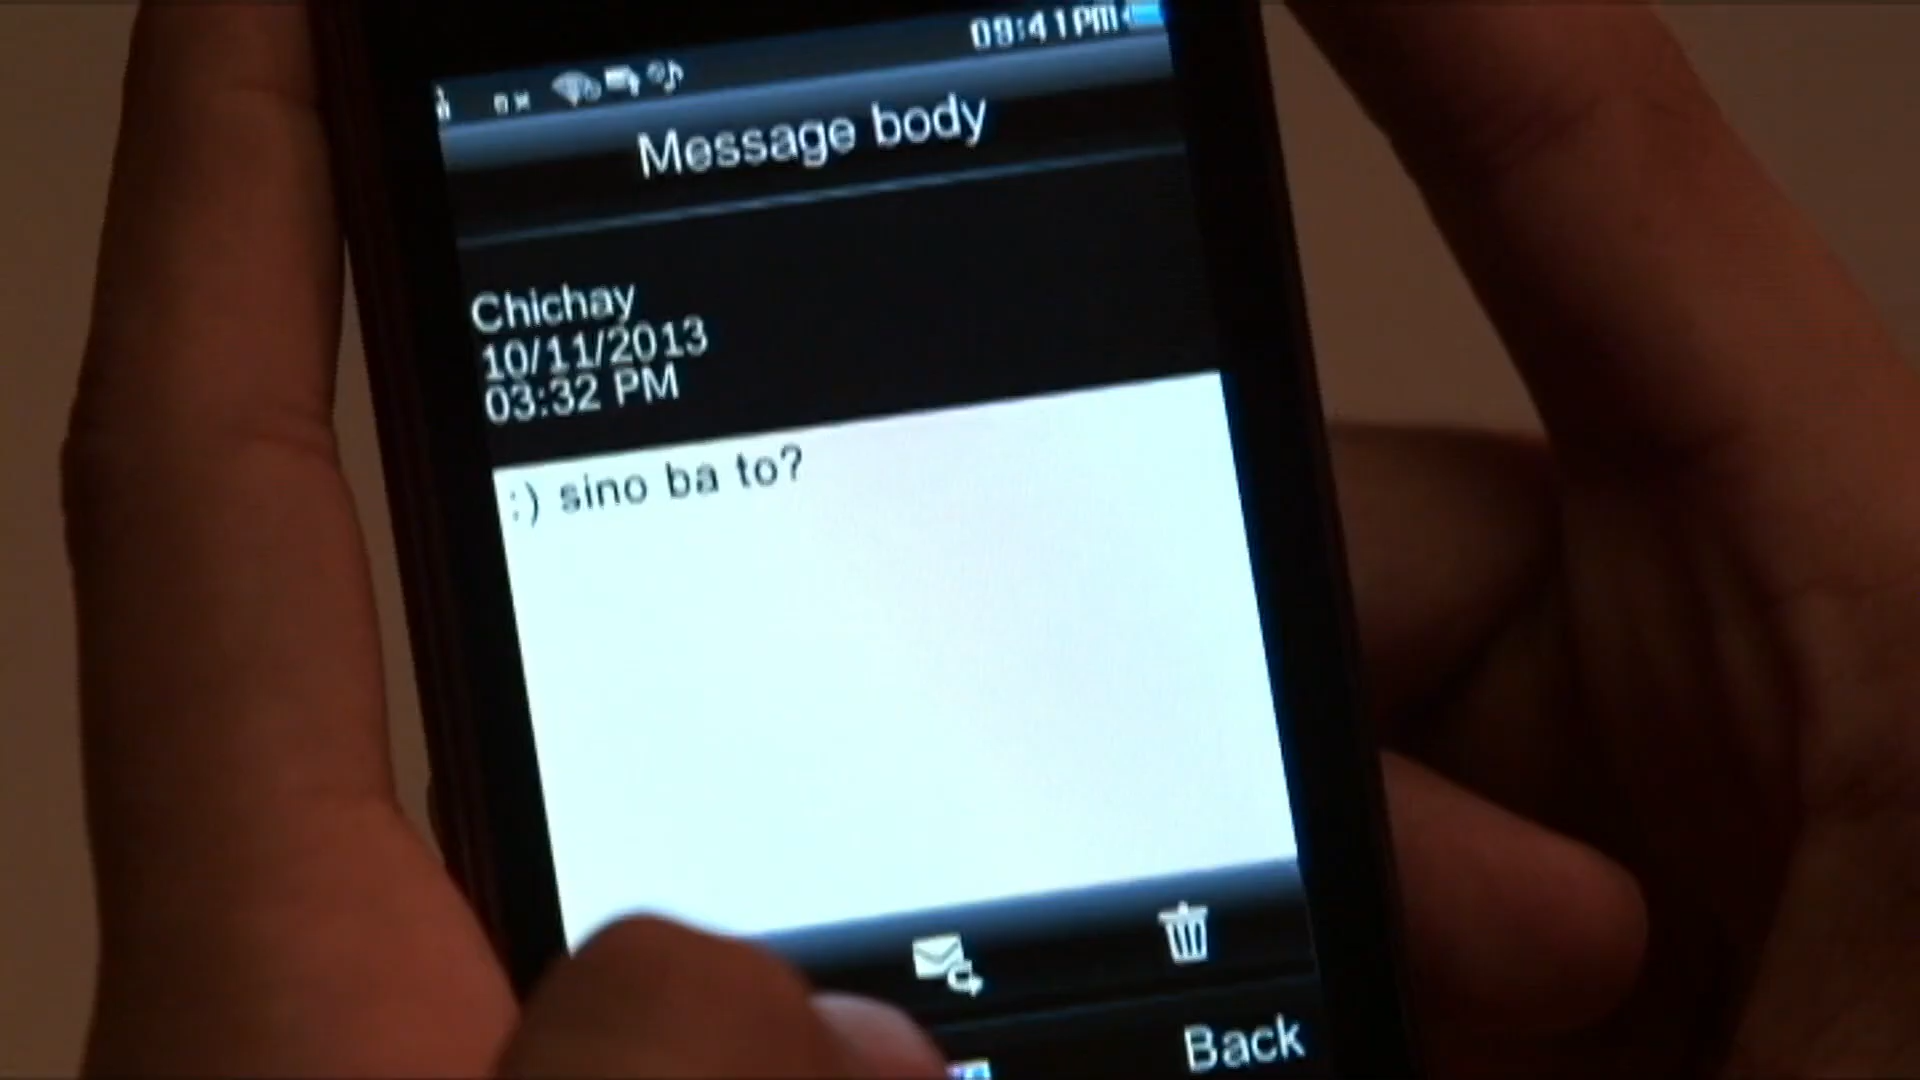 09:41PM
Message body
Chichay
10/11/2013
03:32 PM
:) sino ba to?
Back